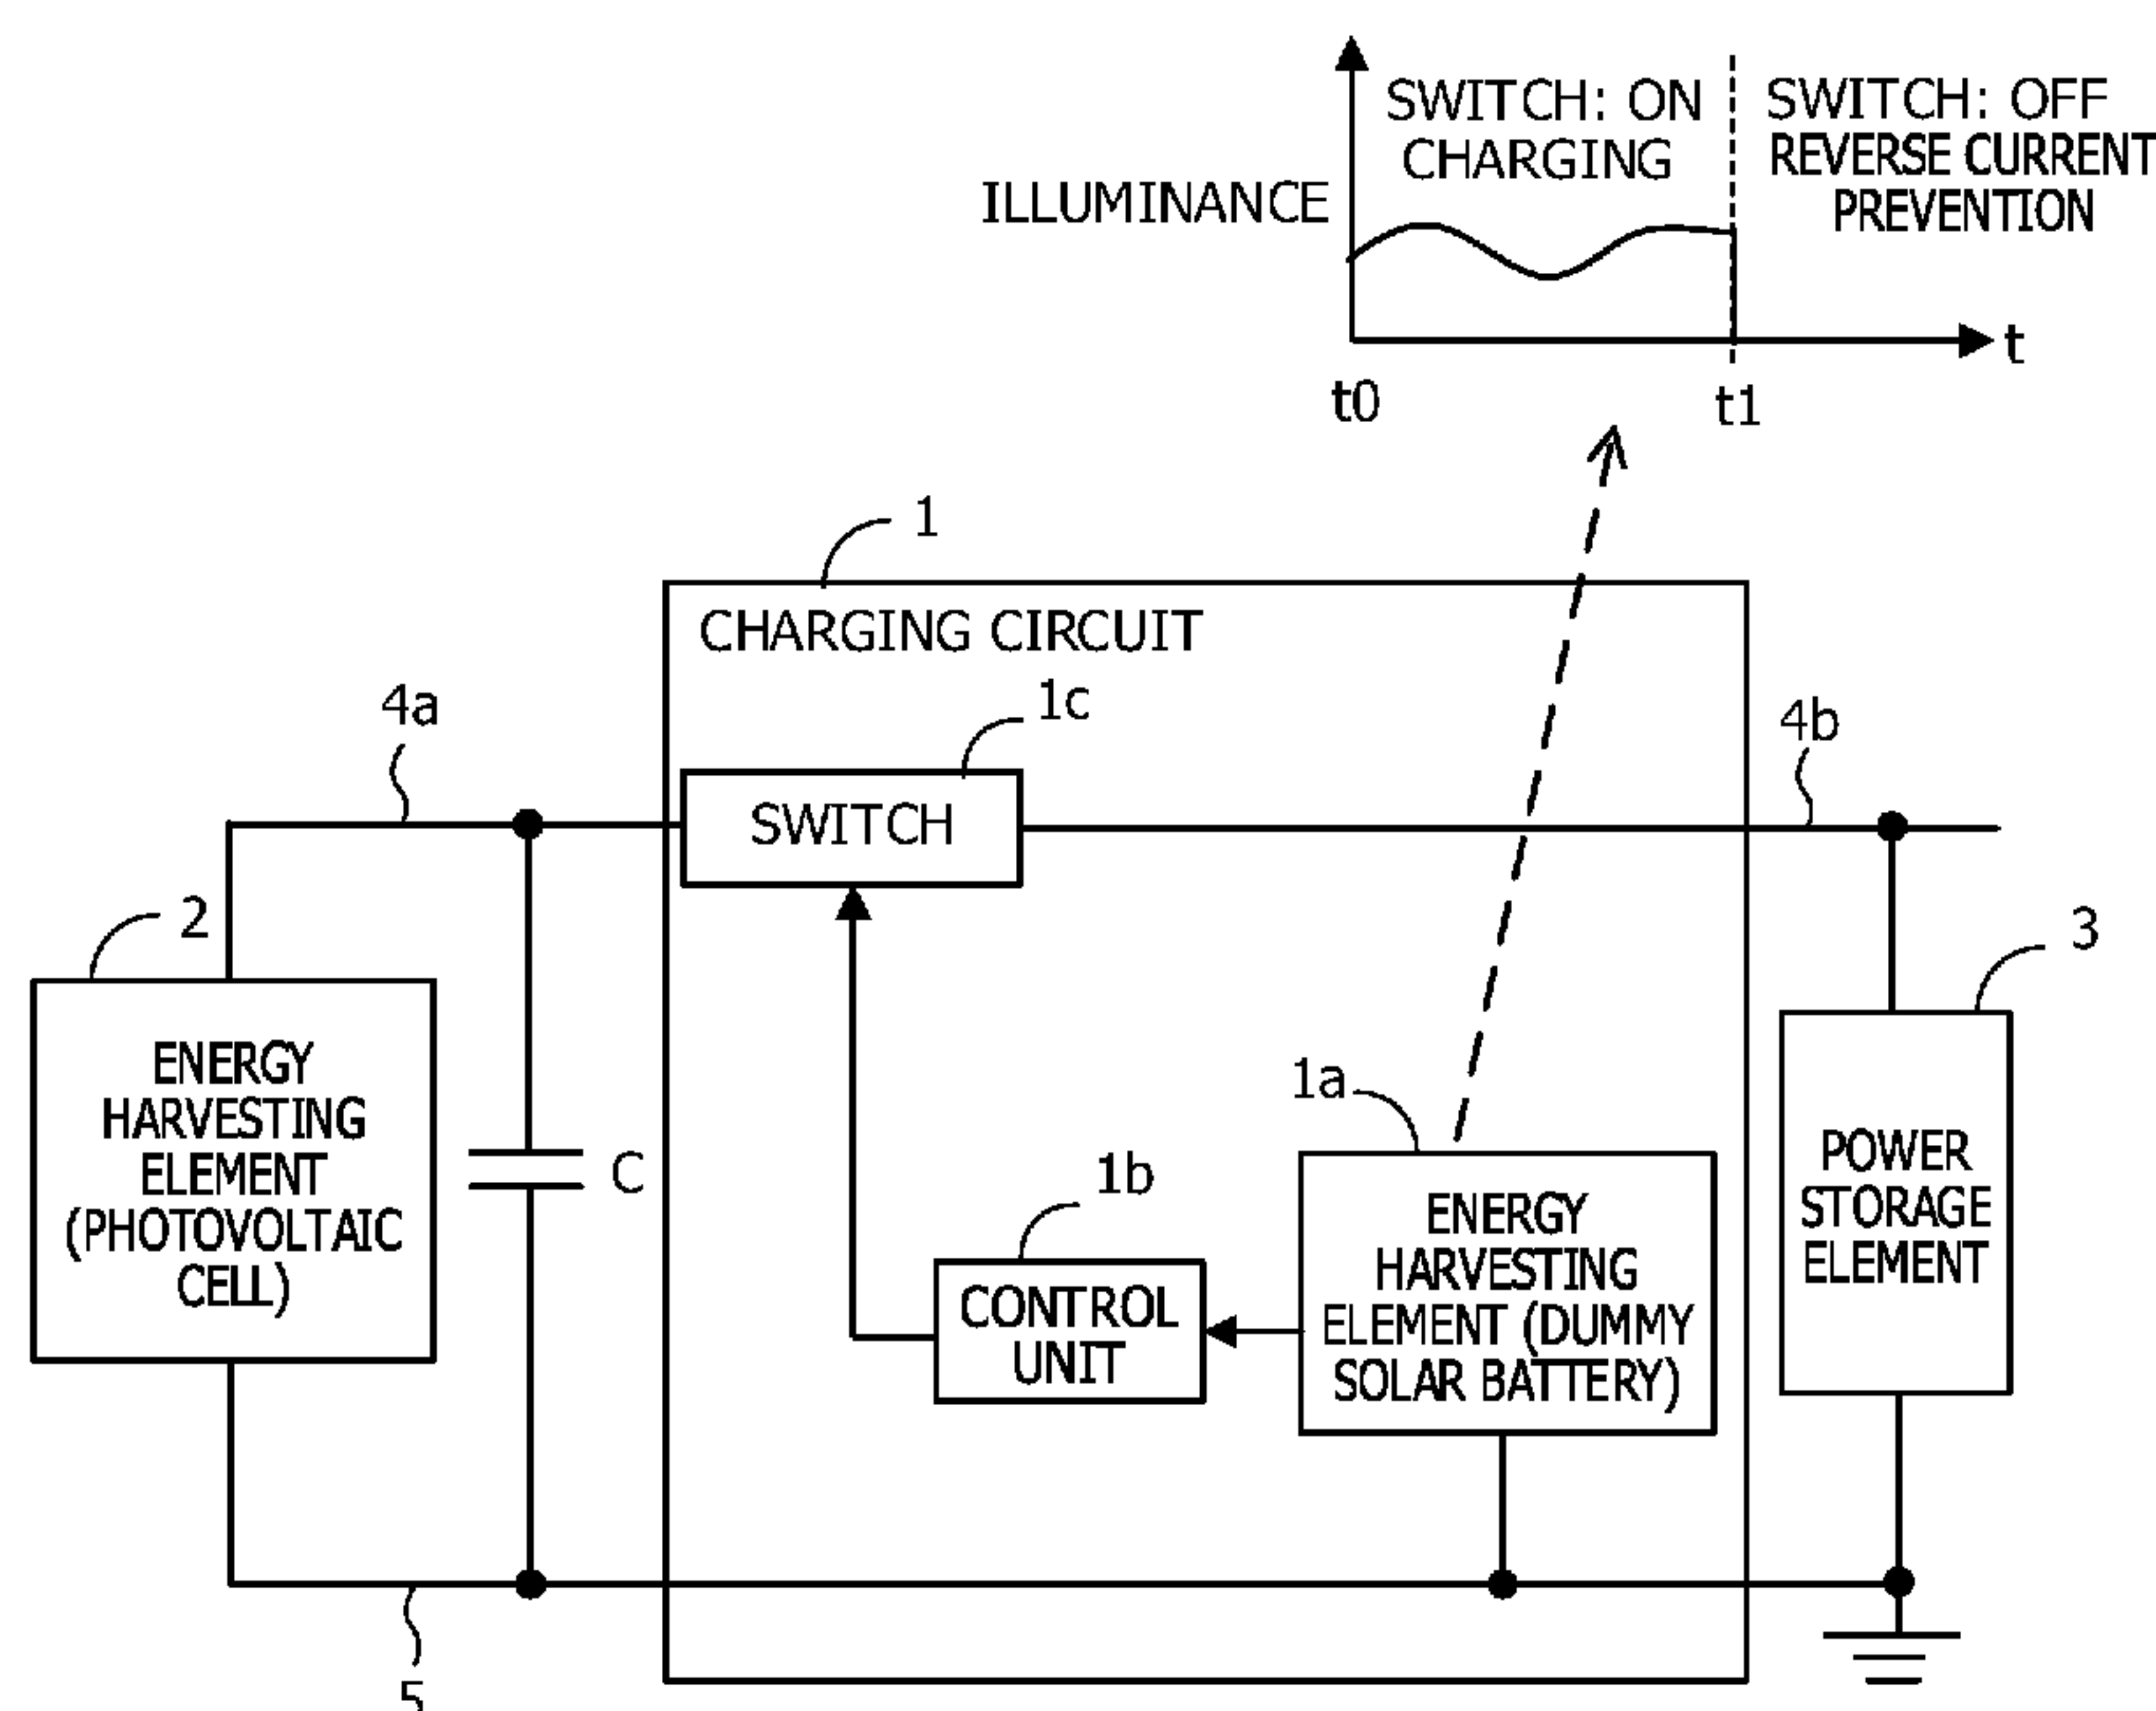 SWITCH: ON
CHARGING
SWITCH: OFF
REVERSE CURRENT
PREVENTION
ILLUMINANCE
t
t0
t1
1
CHARGING CIRCUIT
4a
1c
4b
SWITCH
2
3
ENERGY
HARVESTING
ELEMENT
(PHOTOVOLTAIC
CELL)
C
1b
CONTROL
UNIT
1a
ENERGY
HARVESTING
ELEMENT (DUMMY
SOLAR BATTERY)
POWER
STORAGE
ELEMENT
5